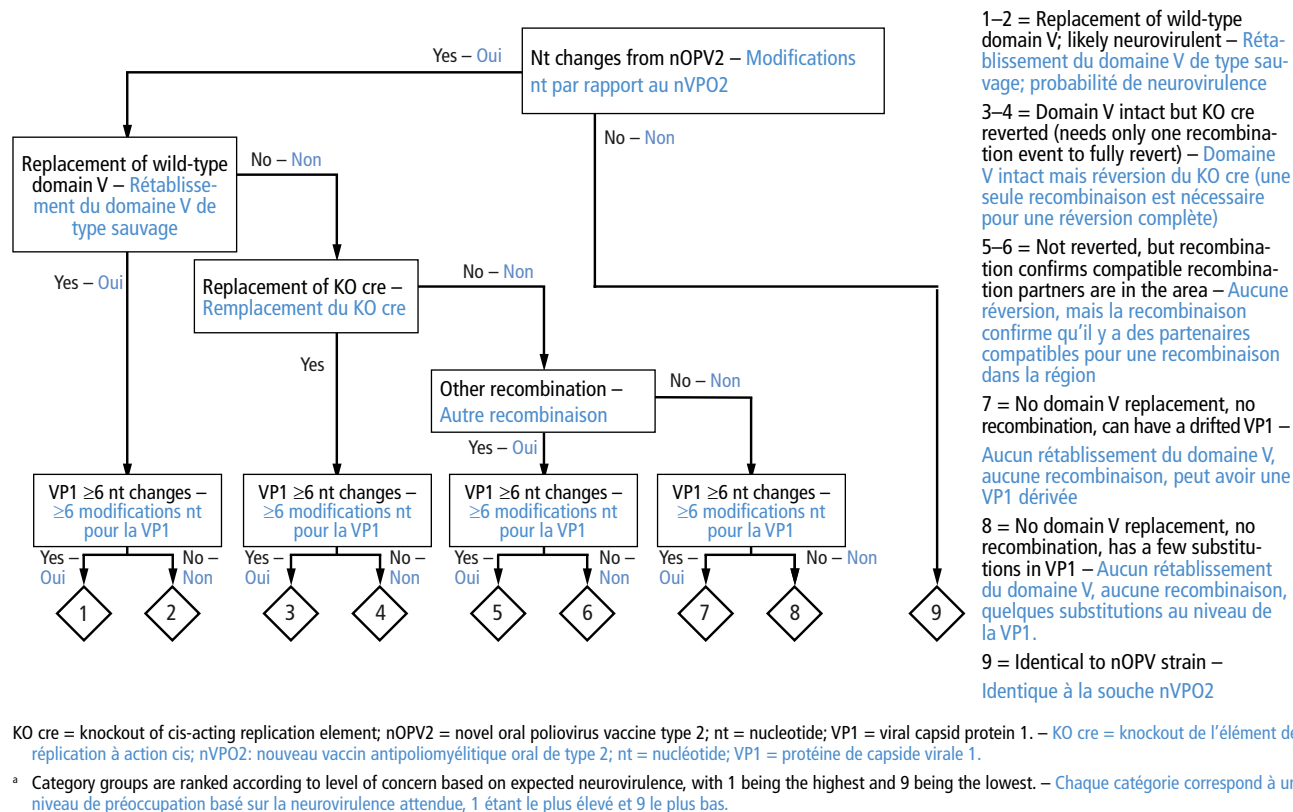 Yes – Oui
Nt changes from nOPV2 – Modifications
nt par rapport au nVPO2
No – Non
Replacement of wild-type
domain V – Rétablisse-
ment du domaine V de
type sauvage
No – Non
Yes – Oui
Replacement of KO cre –
Remplacement du KO cre
No – Non
Yes
Other recombination –
Autre recombinaison
No – Non
Yes – Oui
VP1 ≥6 nt changes –
≥6 modifications nt
pour la VP1
VP1 ≥6 nt changes –
≥6 modifications nt
pour la VP1
VP1 ≥6 nt changes –
≥6 modifications nt
pour la VP1
VP1 ≥6 nt changes –
≥6 modifications nt
pour la VP1
Yes –
Oui
No –
Non
Yes –
Oui
No –
Non
Yes –
Oui
No –
Non
Yes –
Oui
No – Non
1
2
3
4
5
6
7
8
9
1–2 = Replacement of wild-type
domain V; likely neurovirulent – Réta-
blissement du domaine V de type sau-
vage; probabilité de neurovirulence
3–4 = Domain V intact but KO cre
reverted (needs only one recombina-
tion event to fully revert) – Domaine
V intact mais réversion du KO cre (une
seule recombinaison est nécessaire
pour une réversion complète)
5–6 = Not reverted, but recombina-
tion confirms compatible recombina-
tion partners are in the area – Aucune
réversion, mais la recombinaison
confirme qu'il y a des partenaires
compatibles pour une recombinaison
dans la région
7 = No domain V replacement, no
recombination, can have a drifted VP1 –
Aucun rétablissement du domaine V,
aucune recombinaison, peut avoir une
VP1 dérivée
8 = No domain V replacement, no
recombination, has a few substitu-
tions in VP1 – Aucun rétablissement
du domaine V, aucune recombinaison,
quelques substitutions au niveau de
la VP1.
9 = Identical to nOPV strain –
Identique à la souche nVPO2
KO cre = knockout of cis-acting replication element; nOPV2 = novel oral poliovirus vaccine type 2; nt = nucleotide; VP1 = viral capsid protein 1. – KO cre = knockout de l'élément de
réplication à action cis; nVPO2: nouveau vaccin antipoliomyélitique oral de type 2; nt = nucléotide; VP1 = protéine de capside virale 1.
a Category groups are ranked according to level of concern based on expected neurovirulence, with 1 being the highest and 9 being the lowest. – Chaque catégorie correspond à un
niveau de préoccupation basé sur la neurovirulence attendue, 1 étant le plus élevé et 9 le plus bas.